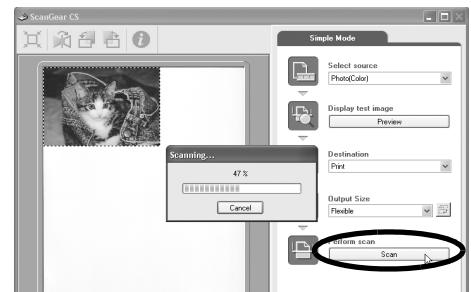 ScanGear CS
Simple Mode
Select source
Photo(Color)
Display test image
Preview
Scanning...
47 %
Cancel
Destination
Print
Output Size
Flexible
Perform scan
Scan